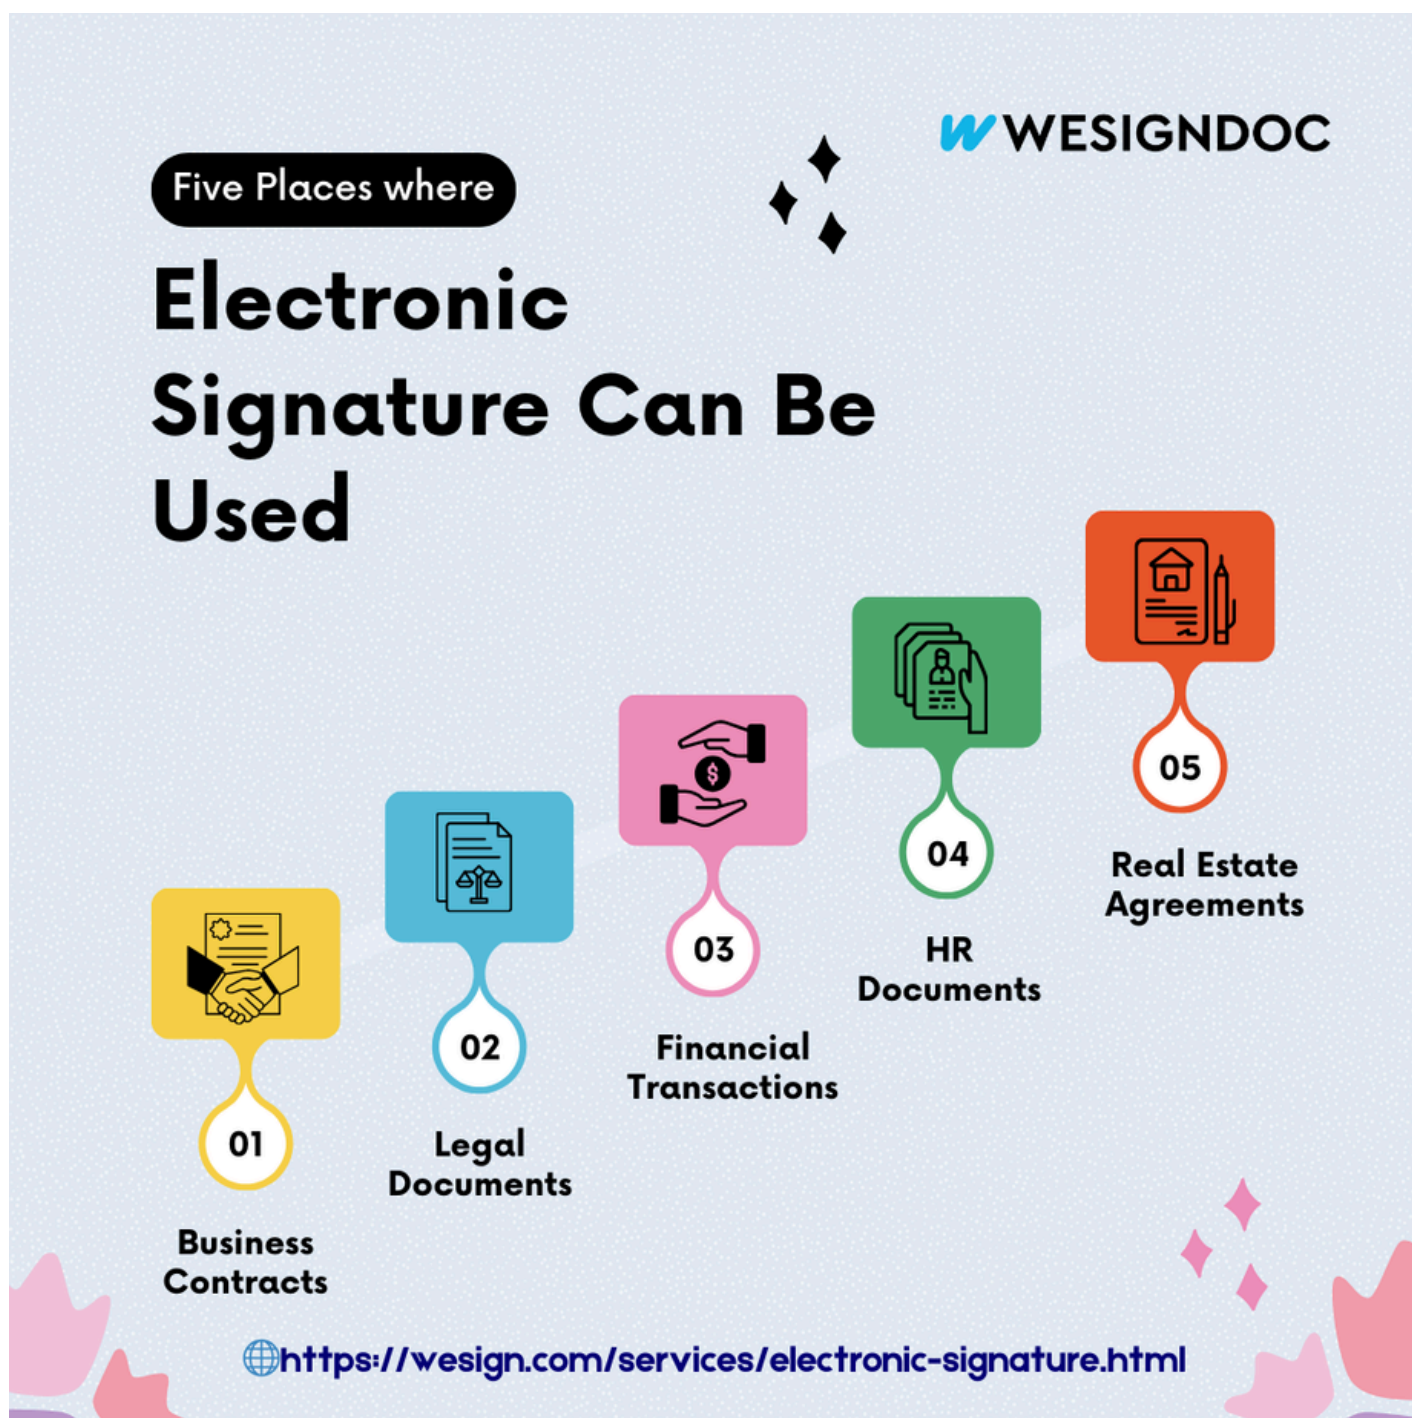 WESIGNDOC
Five Places where
Electronic
Signature Can Be
Used
01
Business
Contracts
02
Legal
Documents
$
03
Financial
Transactions
04
HR
Documents
05
Real Estate
Agreements
https://wesign.com/services/electronic-signature.html